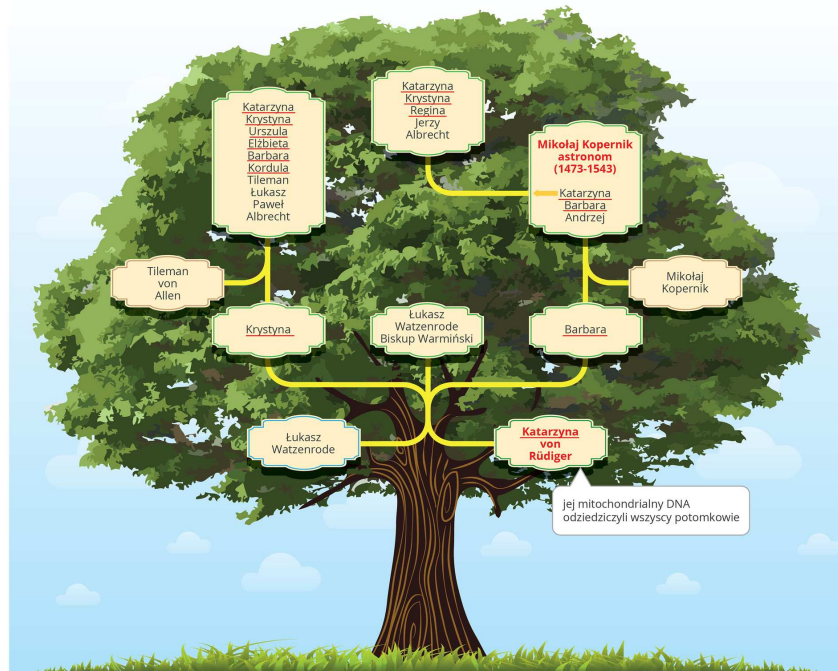 Katarzyna
Krystyna
Urszula
Elżbieta
Barbara
Kordula
Tileman
Łukasz
Paweł
Albrecht
Katarzyna
Krystyna
Regina
Jerzy
Albrecht
Mikołaj Kopernik
astronom
(1473-1543)
Katarzyna
Barbara
Andrzej
Tileman
von
Allen
Mikołaj
Kopernik
Krystyna
Łukasz
Watzenrode
Biskup Warmiński
Barbara
Łukasz
Watzenrode
Katarzyna
von
Rüdiger
jej mitochondrialny DNA
odziedziczyli wszyscy potomkowie